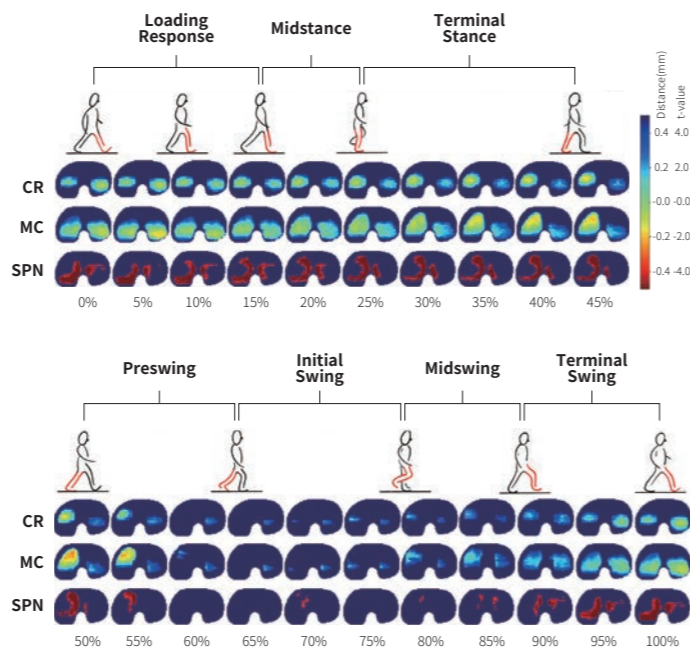 Loading
Response
Midstance
Terminal
Stance
Distance(mm)
t-value
CR
MC
SPN
0.4 4.0
0.2 2.0
0.0 0.0
-0.2 -2.0
-0.4 -4.0
0% 5% 10% 15% 20% 25% 30% 35% 40% 45%
Preswing
Initial
Swing
Midswing
Terminal
Swing
CR
MC
SPN
50% 55% 60% 65% 70% 75% 80% 85% 90% 95% 100%